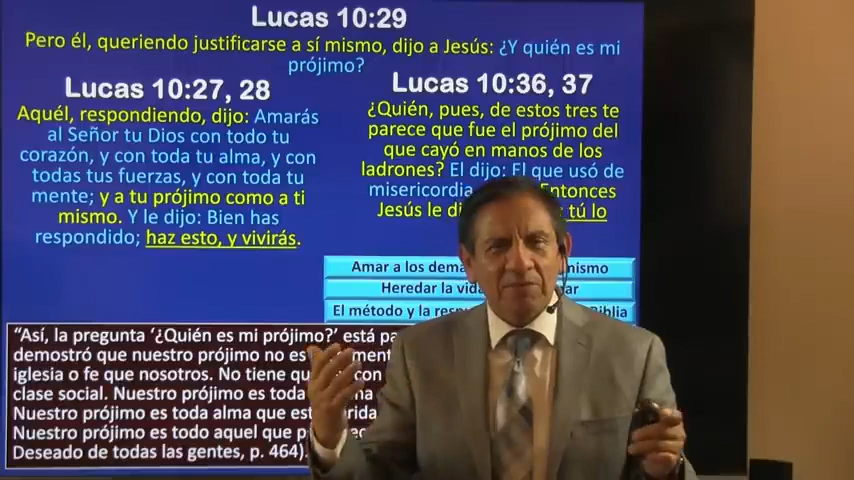 Lucas 10:29
Pero él, queriendo justificarse a sí mismo, dijo a Jesús: ¿Y quién es mi
prójimo?
Lucas 10:27, 28
Aquél, respondiendo, dijo: Amarás
al Señor tu Dios con todo tu
corazón, y con toda tu alma, y con
todas tus fuerzas, y con toda tu
mente; y a tu prójimo como a ti
mismo. Y le dijo: Bien has
respondido; haz esto, y vivirás.
Lucas 10:36, 37
¿Quién, pues, de estos tres te
parece que fue el prójimo del
que cayó en manos de los
ladrones? El dijo: El que usó de
misericordia Entonces
Jesús le tú lo
Amar a los
Heredar la
El método y la Biblia
“Así, la pregunta ‘¿Quién es mi prójimo?’ está
demostró que nuestro prójimo no es
iglesia o fe que nosotros. No tiene
clase social. Nuestro prójimo es toda
Nuestro prójimo es toda alma que
Nuestro prójimo es todo aquel que
Deseado de todas las gentes, p. 464).